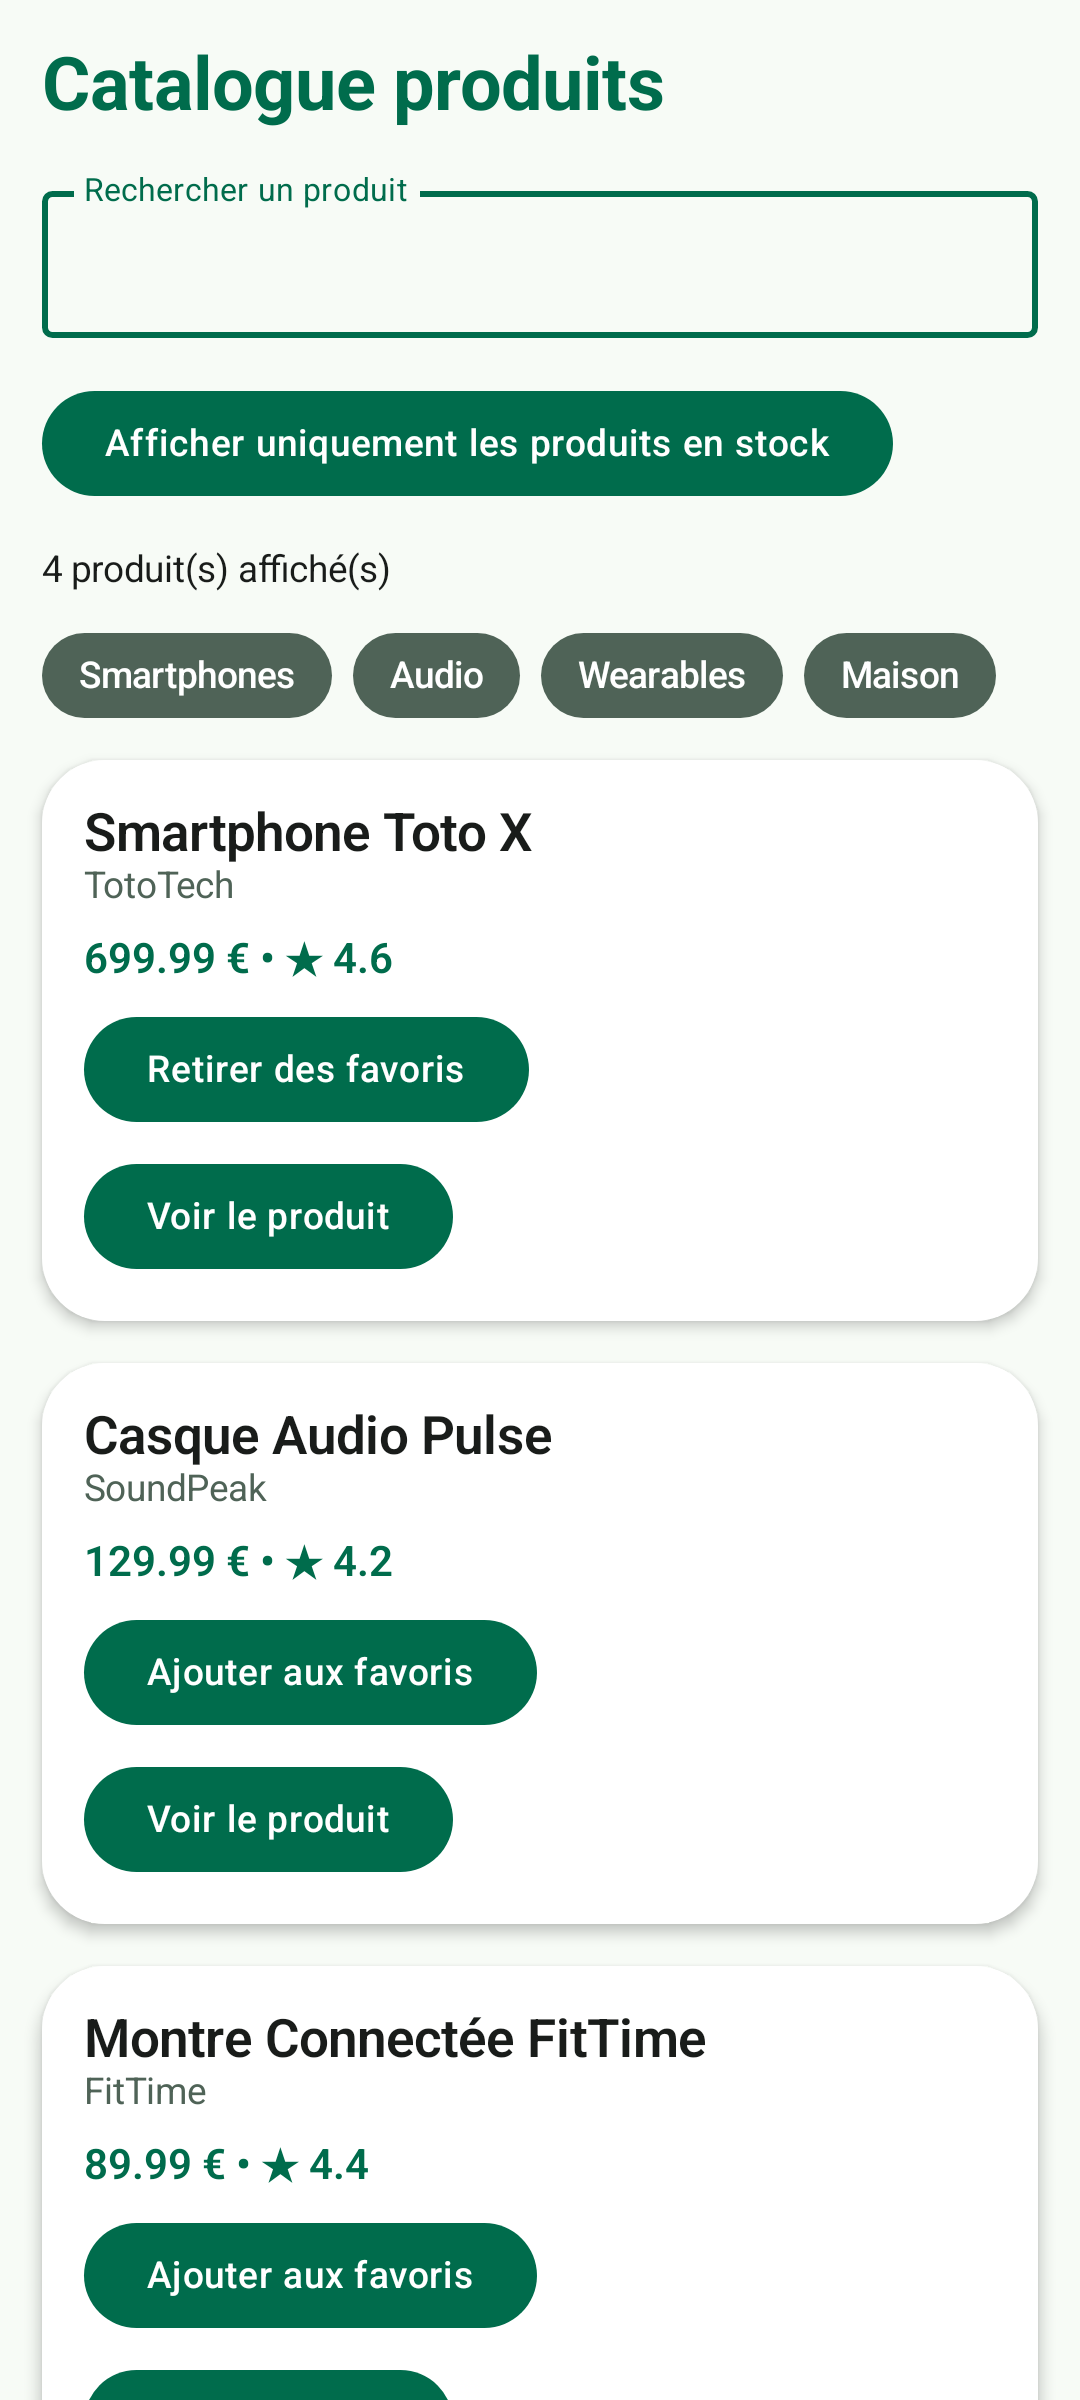 Catalogue produits
Rechercher un produit
Afficher uniquement les produits en stock
4 produit(s) affiché(s)
Smartphones Audio Wearables Maison
Smartphone Toto X
TotoTech
699.99 € • ★ 4.6
Retirer des favoris
Voir le produit
Casque Audio Pulse
SoundPeak
129.99 € • ★ 4.2
Ajouter aux favoris
Voir le produit
Montre Connectée FitTime
FitTime
89.99 € • ★ 4.4
Ajouter aux favoris